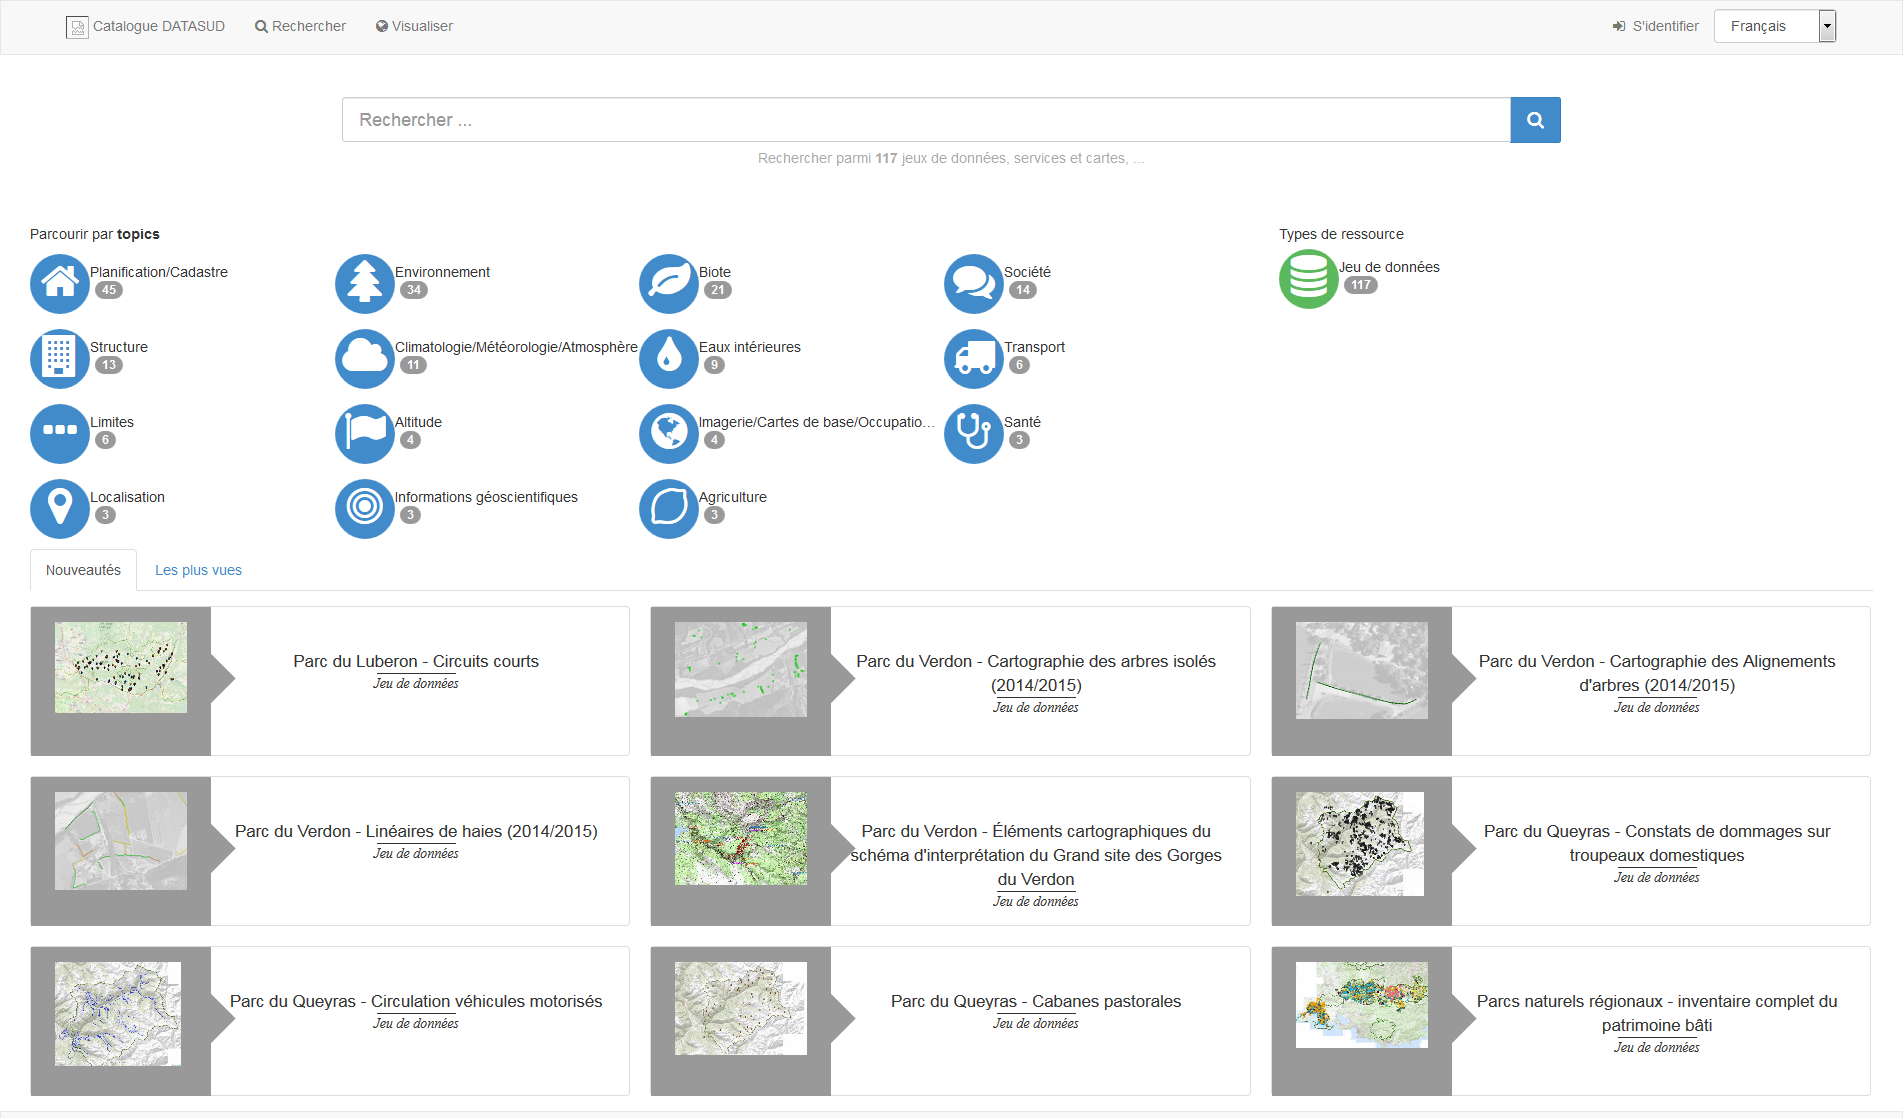 Catalogue DATASUD
Rechercher
Visualiser
S'identifier
Français
Rechercher ...
Rechercher parmi 117 jeux de données, services et cartes, ...
Parcourir par topics
Types de ressource
Planification/Cadastre
45
Environnement
34
Biote
21
Société
14
Jeu de données
117
Structure
13
Climatologie/Météorologie/Atmosphère
11
Eaux intérieures
9
Transport
6
Limites
6
Altitude
4
Imagerie/Cartes de base/Occupatio...
4
Santé
3
Localisation
3
Informations géoscientifiques
3
Agriculture
3
Nouveautés
Les plus vues
Parc du Luberon - Circuits courts
Jeu de données
Parc du Verdon - Cartographie des arbres isolés
(2014/2015)
Jeu de données
Parc du Verdon - Cartographie des Alignements
d'arbres (2014/2015)
Jeu de données
Parc du Verdon - Linéaires de haies (2014/2015)
Jeu de données
Parc du Verdon - Éléments cartographiques du
schéma d'interprétation du Grand site des Gorges
du Verdon
Jeu de données
Parc du Queyras - Constats de dommages sur
troupeaux domestiques
Jeu de données
Parc du Queyras - Circulation véhicules motorisés
Jeu de données
Parc du Queyras - Cabanes pastorales
Jeu de données
Parcs naturels régionaux - inventaire complet du
patrimoine bâti
Jeu de données